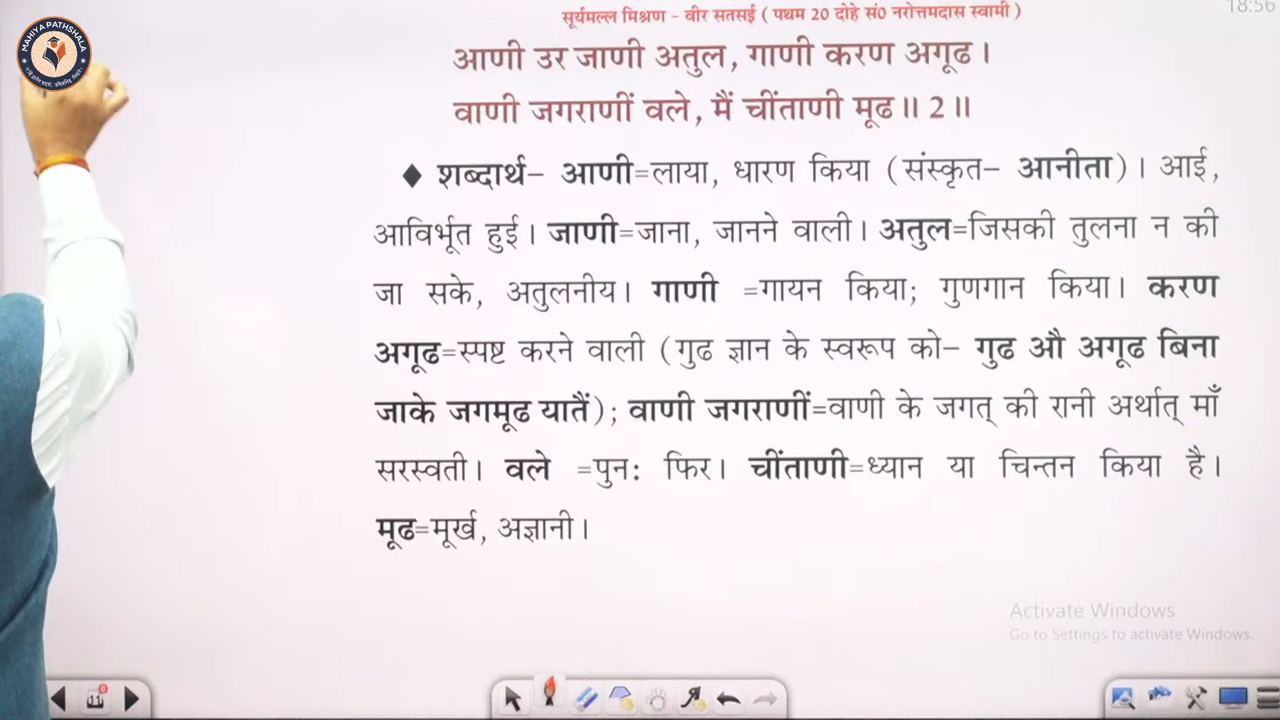 18:56
सूर्यमल्ल मिश्रण - वीर सतसई ( पथम 20 दोहे सं0 नरोत्तमदास स्वामी )
MAHIYA PATHSHALA
आणी उर जाणी अतुल, गाणी करण अगूढ।
वाणी जगराणीं वले, मैं चींताणी मूढ॥ 2॥
♦ शब्दार्थ- आणी=लाया, धारण किया (संस्कृत- आनीता)। आई,
आविर्भूत हुई। जाणी=जाना, जानने वाली। अतुल=जिसकी तुलना न की
जा सके, अतुलनीय। गाणी =गायन किया; गुणगान किया। करण
अगूढ=स्पष्ट करने वाली (गुढ ज्ञान के स्वरूप को- गुढ औ अगूढ बिना
जाके जगमूढ यातैं); वाणी जगराणीं=वाणी के जगत् की रानी अर्थात् माँ
सरस्वती। वले =पुनः फिर। चींताणी=ध्यान या चिन्तन किया है।
मूढ=मूर्ख, अज्ञानी।
Activate Windows
Go to Settings to activate Windows.
11